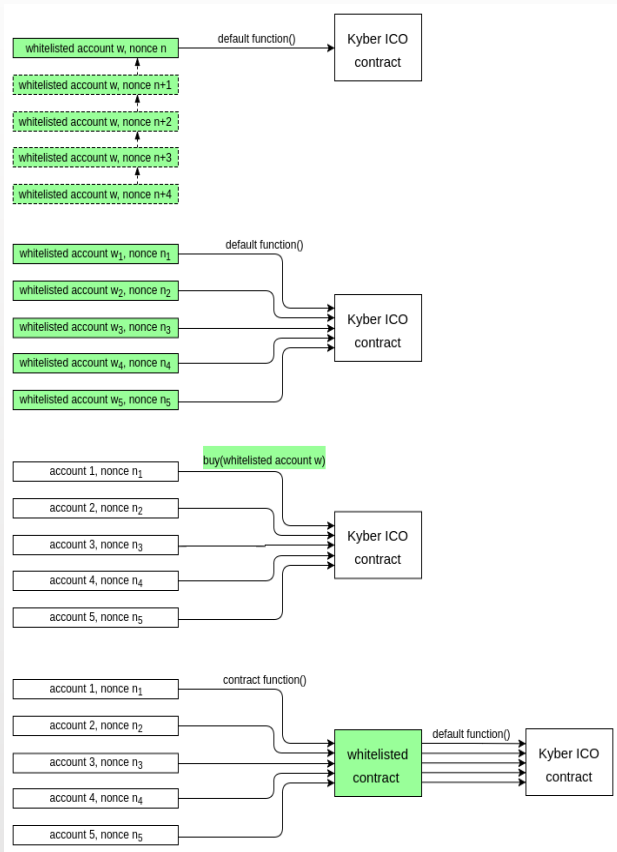 whitelisted account w, nonce n
default function()
Kyber ICO
contract
whitelisted account w, nonce n+1
whitelisted account w, nonce n+2
whitelisted account w, nonce n+3
whitelisted account w, nonce n+4
whitelisted account w₁, nonce n₁
default function()
whitelisted account w₂, nonce n₂
whitelisted account w₃, nonce n₃
whitelisted account w₄, nonce n₄
whitelisted account w₅, nonce n₅
Kyber ICO
contract
account 1, nonce n₁
buy(whitelisted account w)
account 2, nonce n₂
account 3, nonce n₃
account 4, nonce n₄
account 5, nonce n₅
Kyber ICO
contract
account 1, nonce n₁
contract function()
account 2, nonce n₂
account 3, nonce n₃
account 4, nonce n₄
account 5, nonce n₅
whitelisted
contract
default function()
Kyber ICO
contract